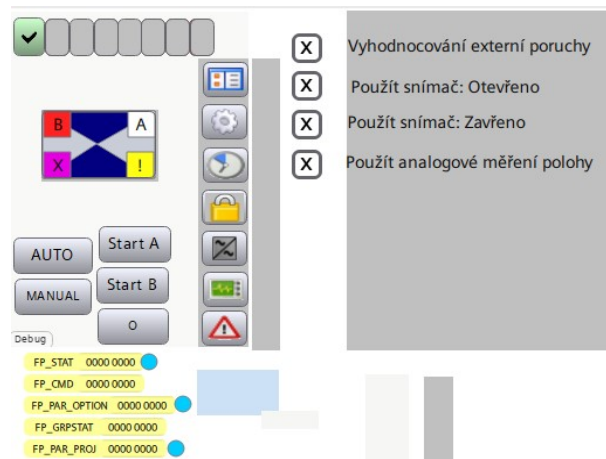 X Vyhodnocování externí poruchy
X Použít snímač: Otevřeno
X Použít snímač: Zavřeno
X Použít analogové měření polohy
B A
X !
AUTO Start A
MANUAL Start B
O
Debug
FP_STAT 0000 0000
FP_CMD 0000 0000
FP_PAR_OPTION 0000 0000
FP_GRPSTAT 0000 0000
FP_PAR_PROJ 0000 0000